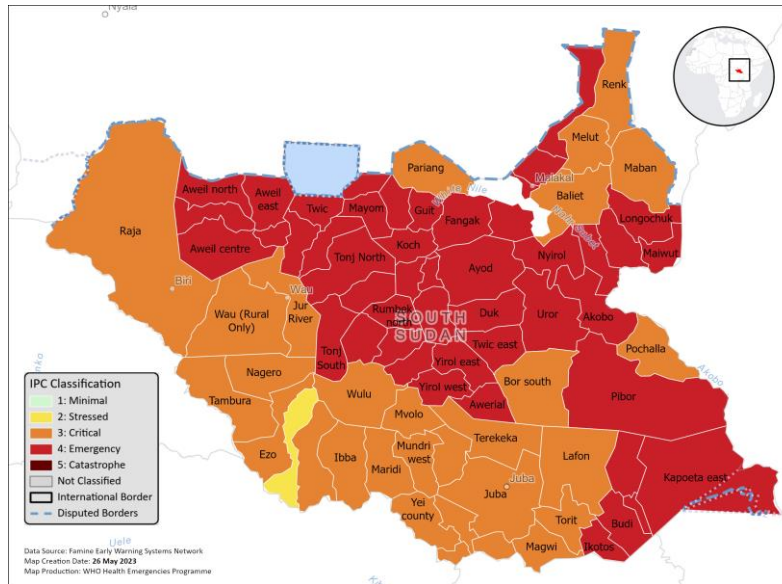 Nyala
Renk
Melut
Maban
Pariang
Malakal
Baliet
White Nile
Aweil north
Aweil
east
Twic
Mayom
Guit
Fangak
Longochuk
Raja
Aweil centre
Koch
Tonj North
Nyirol
Maiwut
Ayod
Biri
Wau
Wau (Rural
Only)
Jur
River
Rumbek
north
SOUTH
SUDAN
Duk
Uror
Akobo
Pochalla
Akobo
Twic east
Tonj
South
Yirol east
Yirol west
Nagero
Wulu
Awerial
Bor south
Pibor
Tambura
Mvolo
Ezo
Ibba
Maridi
Mundri
west
Terekeka
Lafon
Kapoeta east
Juba
Juba
Yei
county
Torit
Budi
Magwi
Ikotos
Uele
IPC Classification
1: Minimal
2: Stressed
3: Critical
4: Emergency
5: Catastrophe
Not Classified
International Border
Disputed Borders
Data Source: Famine Early Warning Systems Network
Map Creation Date: 26 May 2023
Map Production: WHO Health Emergencies Programme